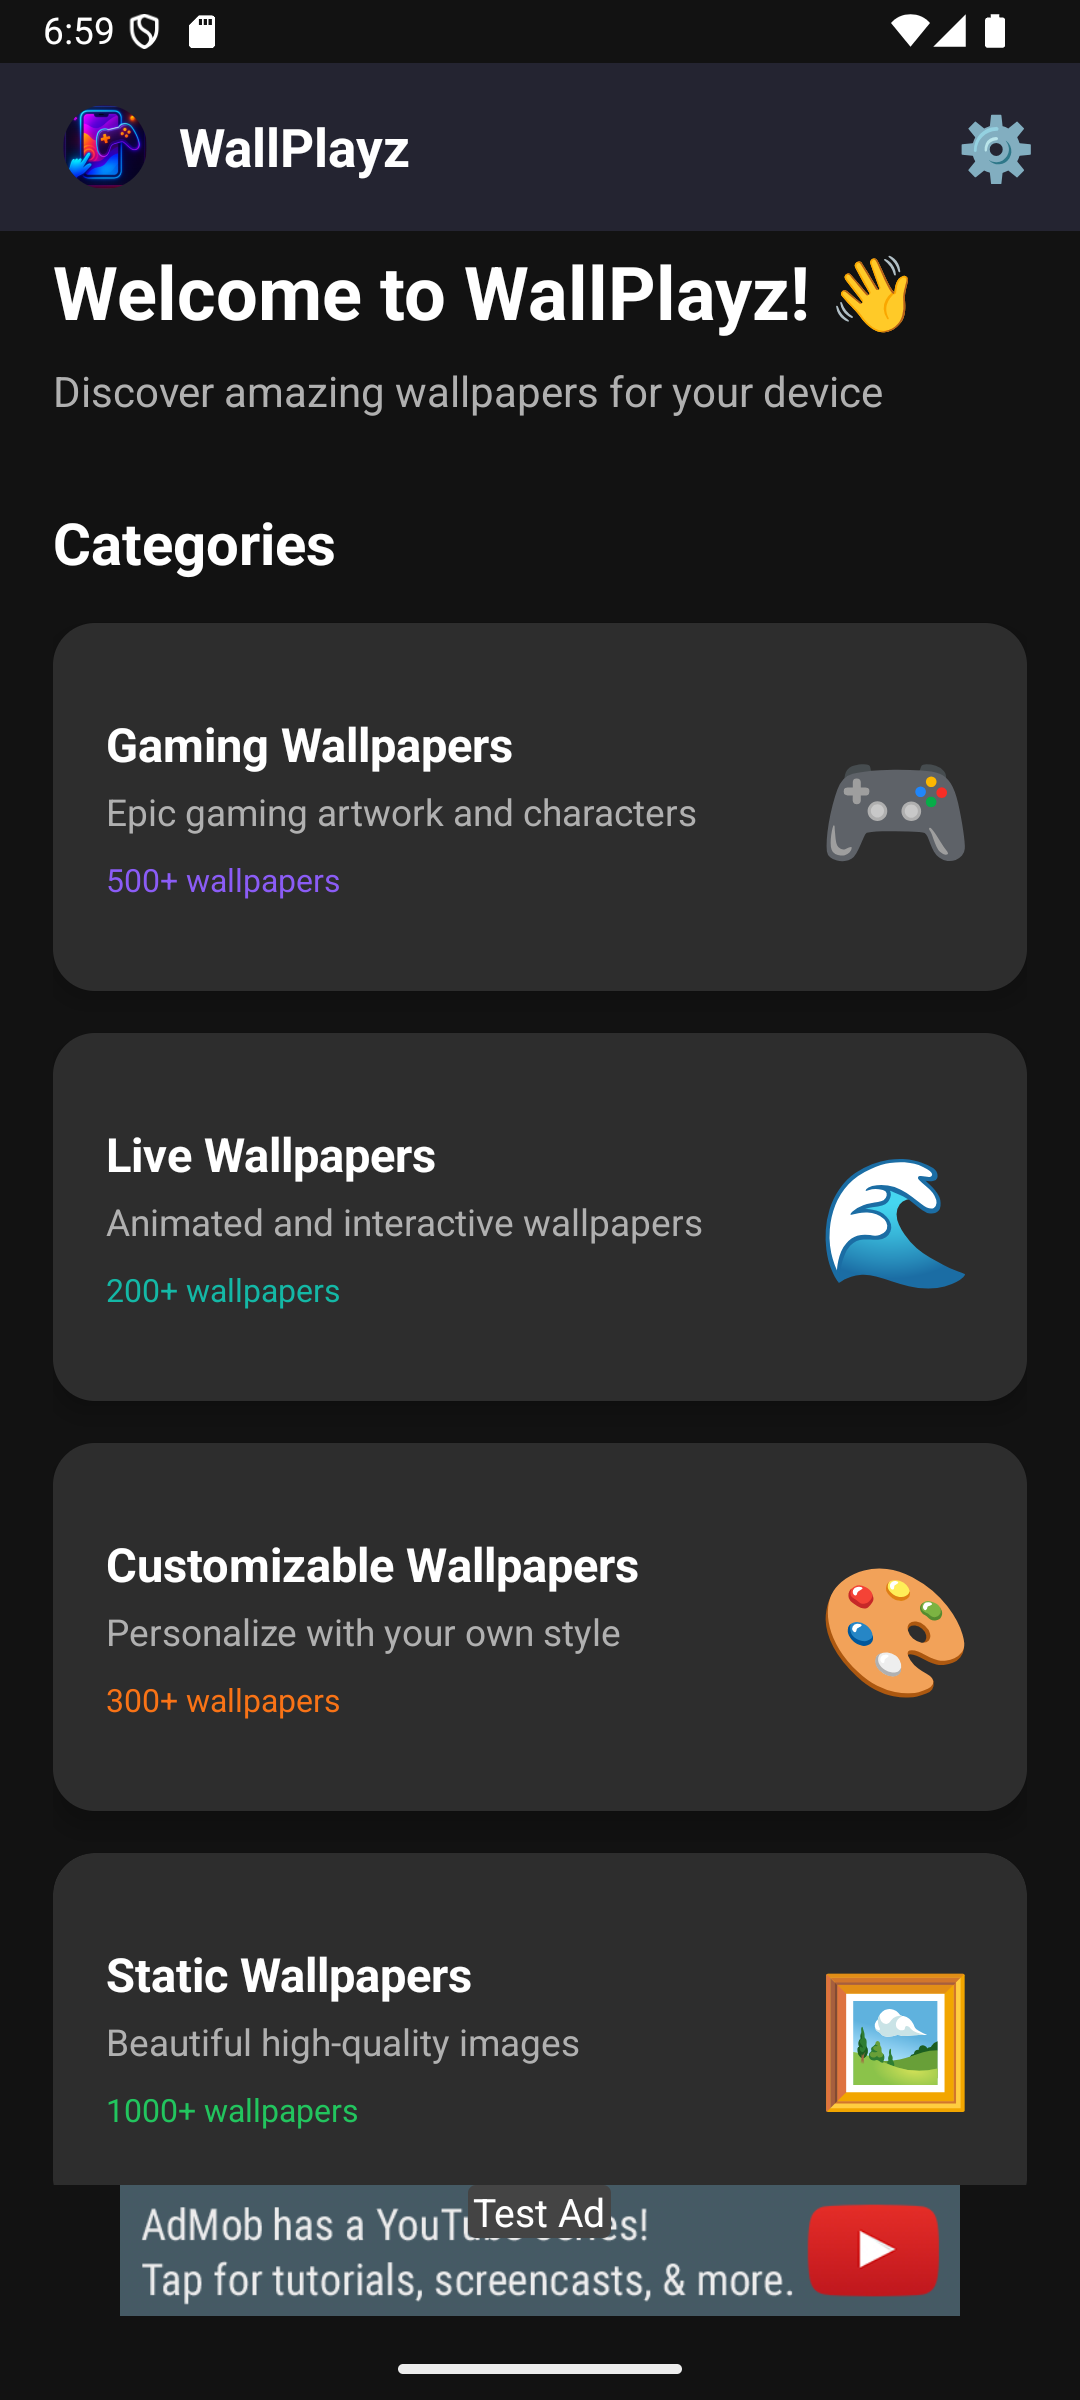 6:59
WallPlayz
Welcome to WallPlayz! 👋
Discover amazing wallpapers for your device
Categories
Gaming Wallpapers
Epic gaming artwork and characters
500+ wallpapers
Live Wallpapers
Animated and interactive wallpapers
200+ wallpapers
Customizable Wallpapers
Personalize with your own style
300+ wallpapers
Static Wallpapers
Beautiful high-quality images
1000+ wallpapers
Test Ad
AdMob has a
Tap for tutorials, screencasts, & more.